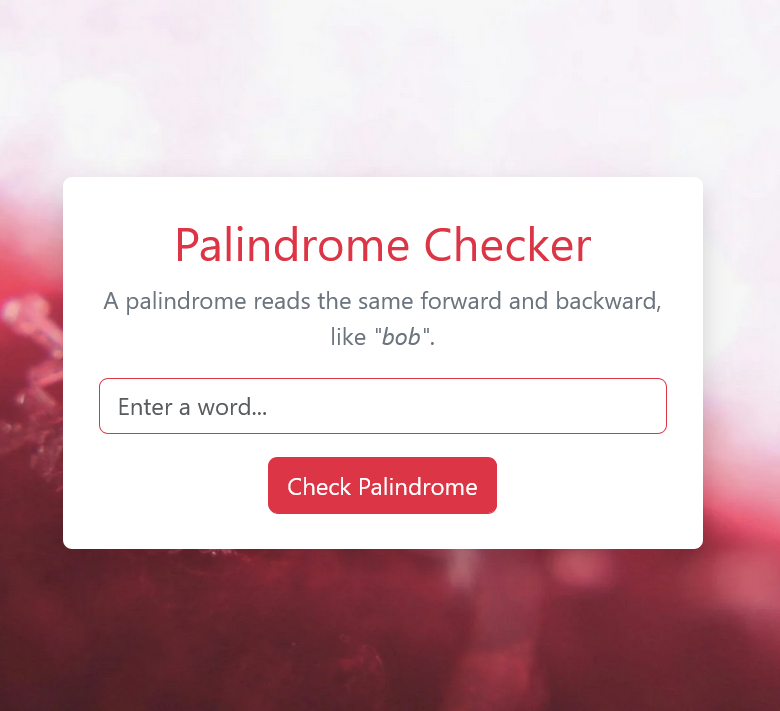 Palindrome Checker
A palindrome reads the same forward and backward,
like "bob".
Enter a word...
Check Palindrome